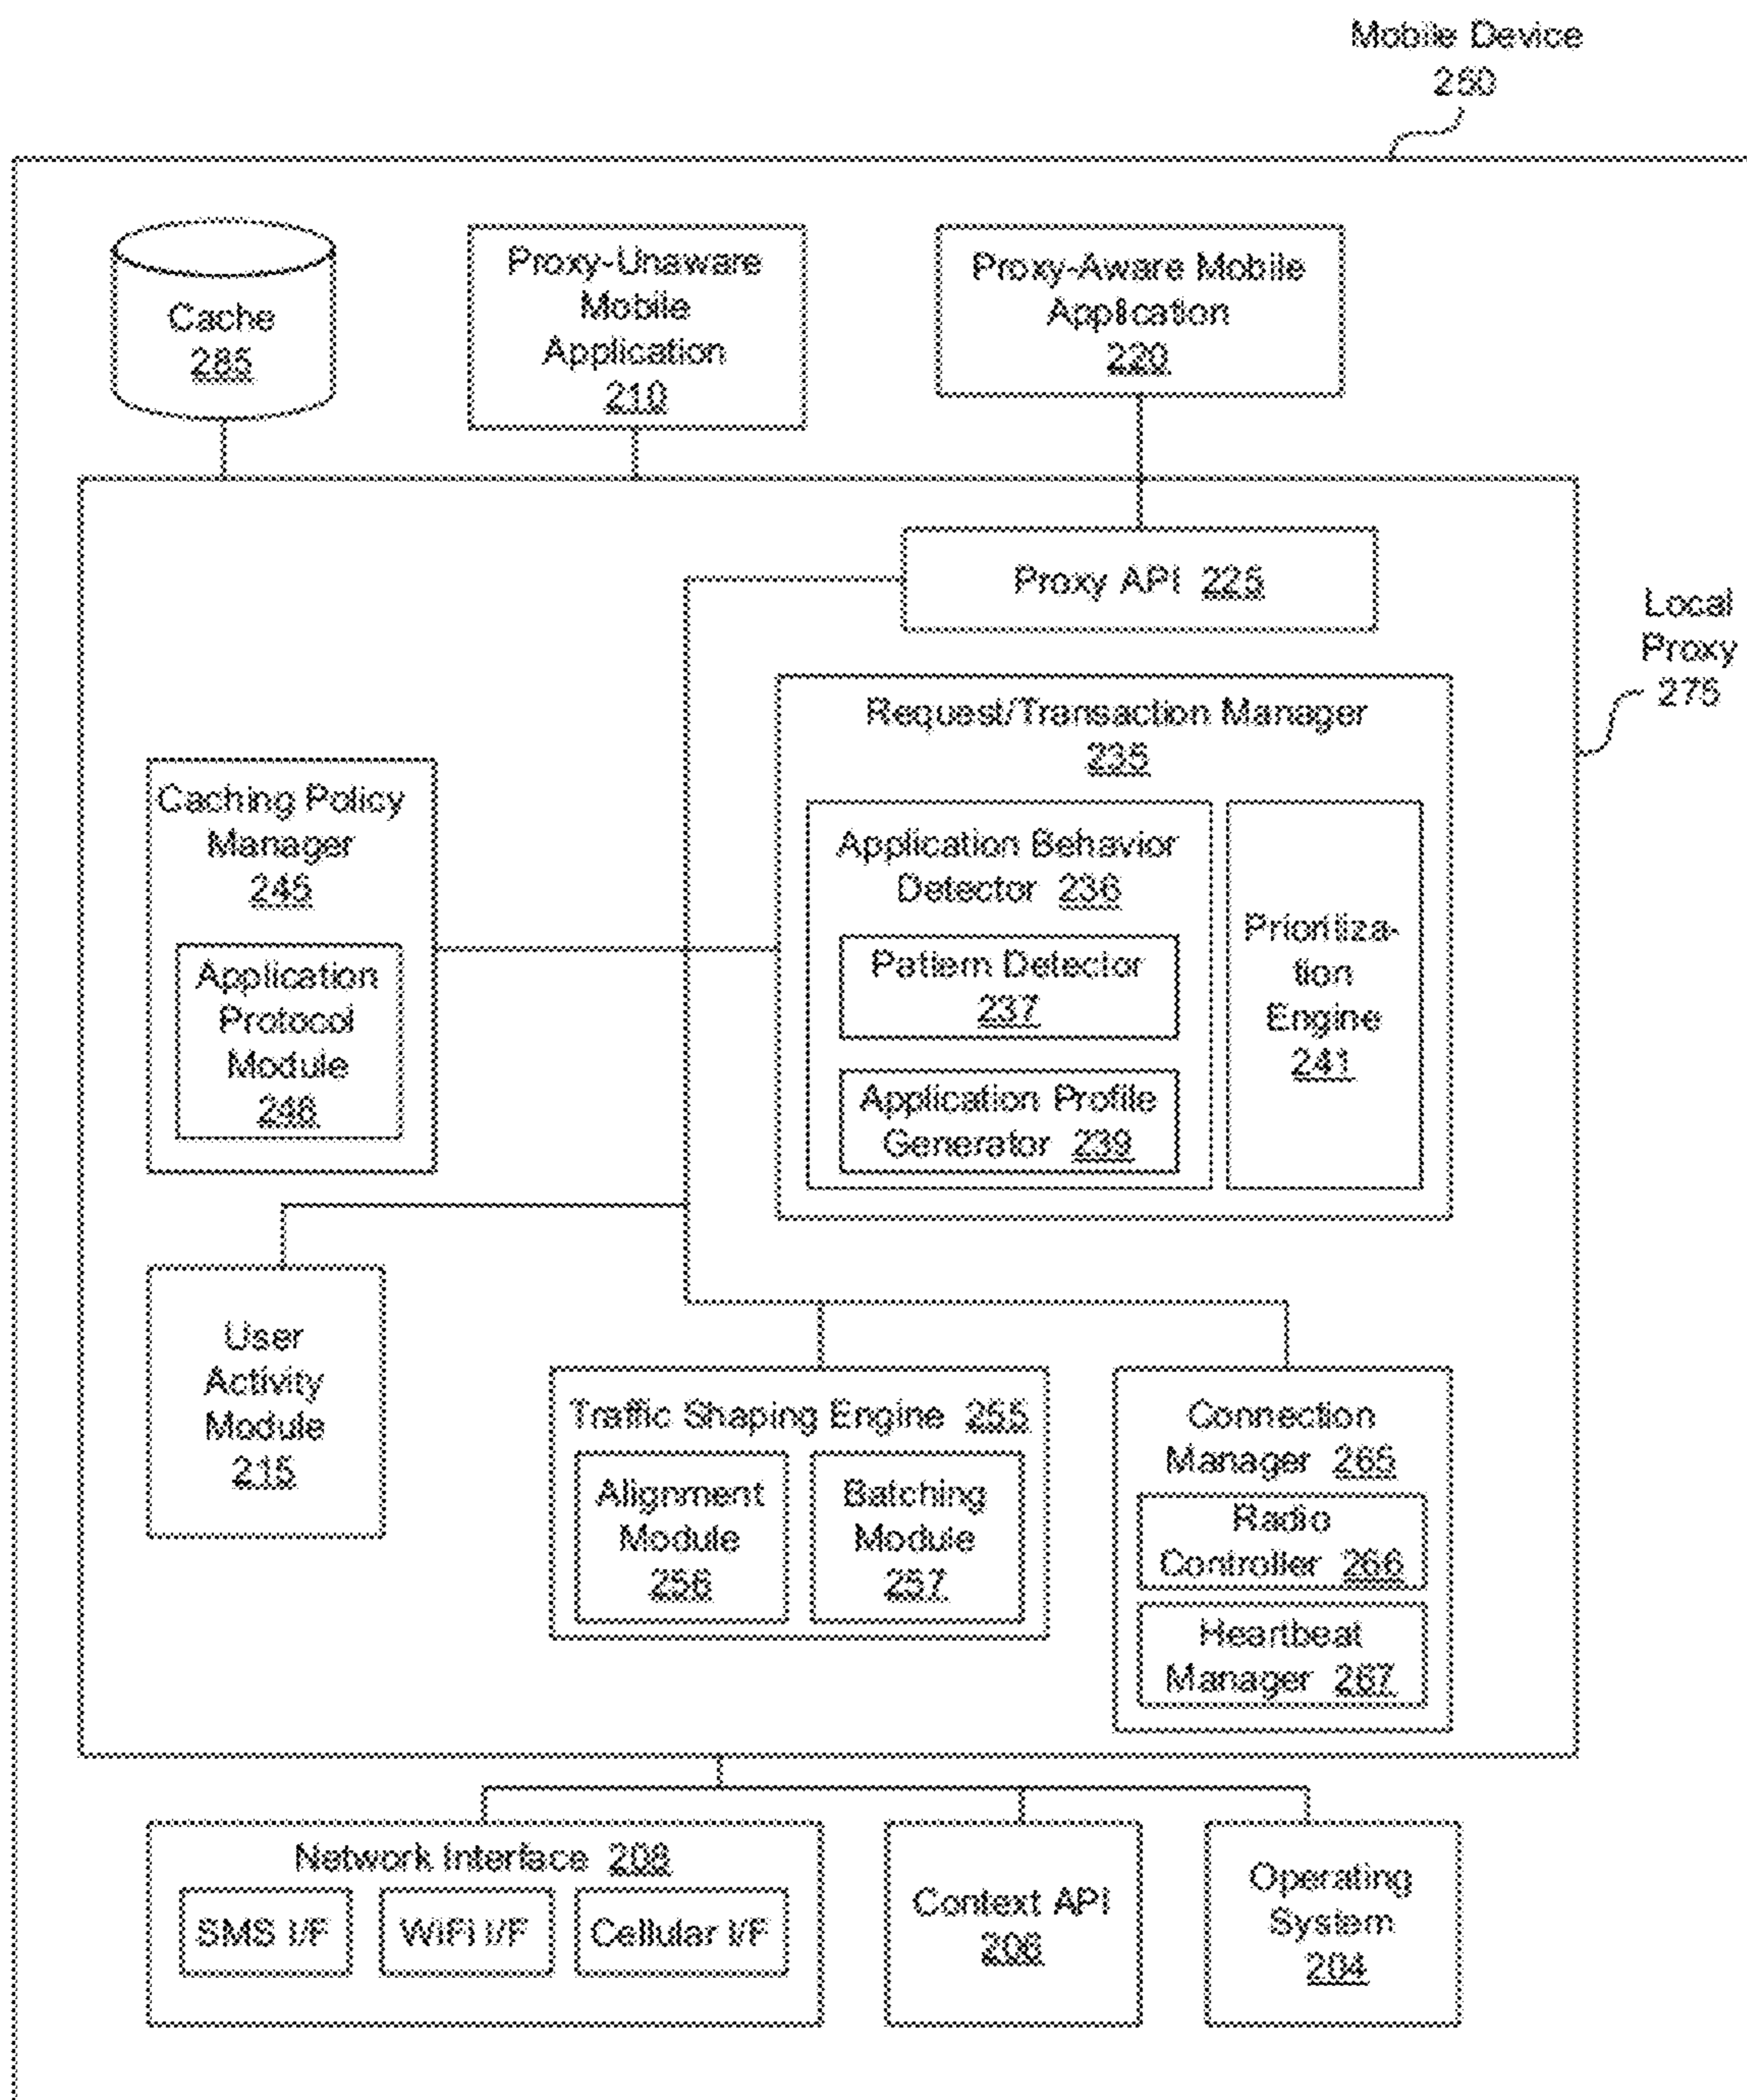 Mobile Device
250
Cache
285
Proxy-Unaware
Mobile
Application
210
Proxy-Aware Mobile
Application
220
Proxy API 225
Local
Proxy
275
Request/Transaction Manager
235
Caching Policy
Manager
245
Application
Protocol
Module
246
Application Behavior
Detector 236
Pattern Detector
237
Application Profile
Generator 239
Prioritiza-
tion
Engine
241
User
Activity
Module
215
Traffic Shaping Engine 255
Alignment
Module
256
Batching
Module
257
Connection
Manager 265
Radio
Controller 266
Heartbeat
Manager 267
Network Interface 208
SMS I/F
WiFi I/F
Cellular I/F
Context API
206
Operating
System
204